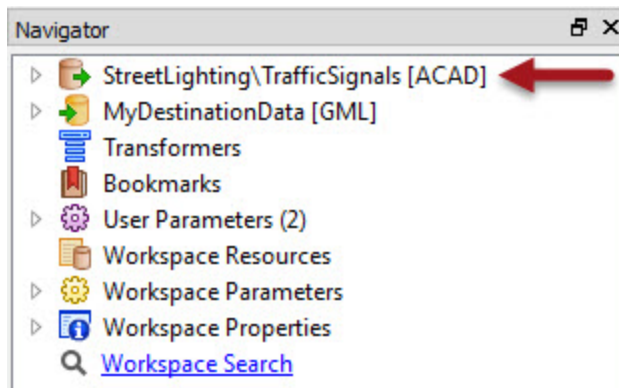 Navigator
StreetLighting\TrafficSignals [ACAD]
MyDestinationData [GML]
Transformers
Bookmarks
User Parameters (2)
Workspace Resources
Workspace Parameters
Workspace Properties
Workspace Search